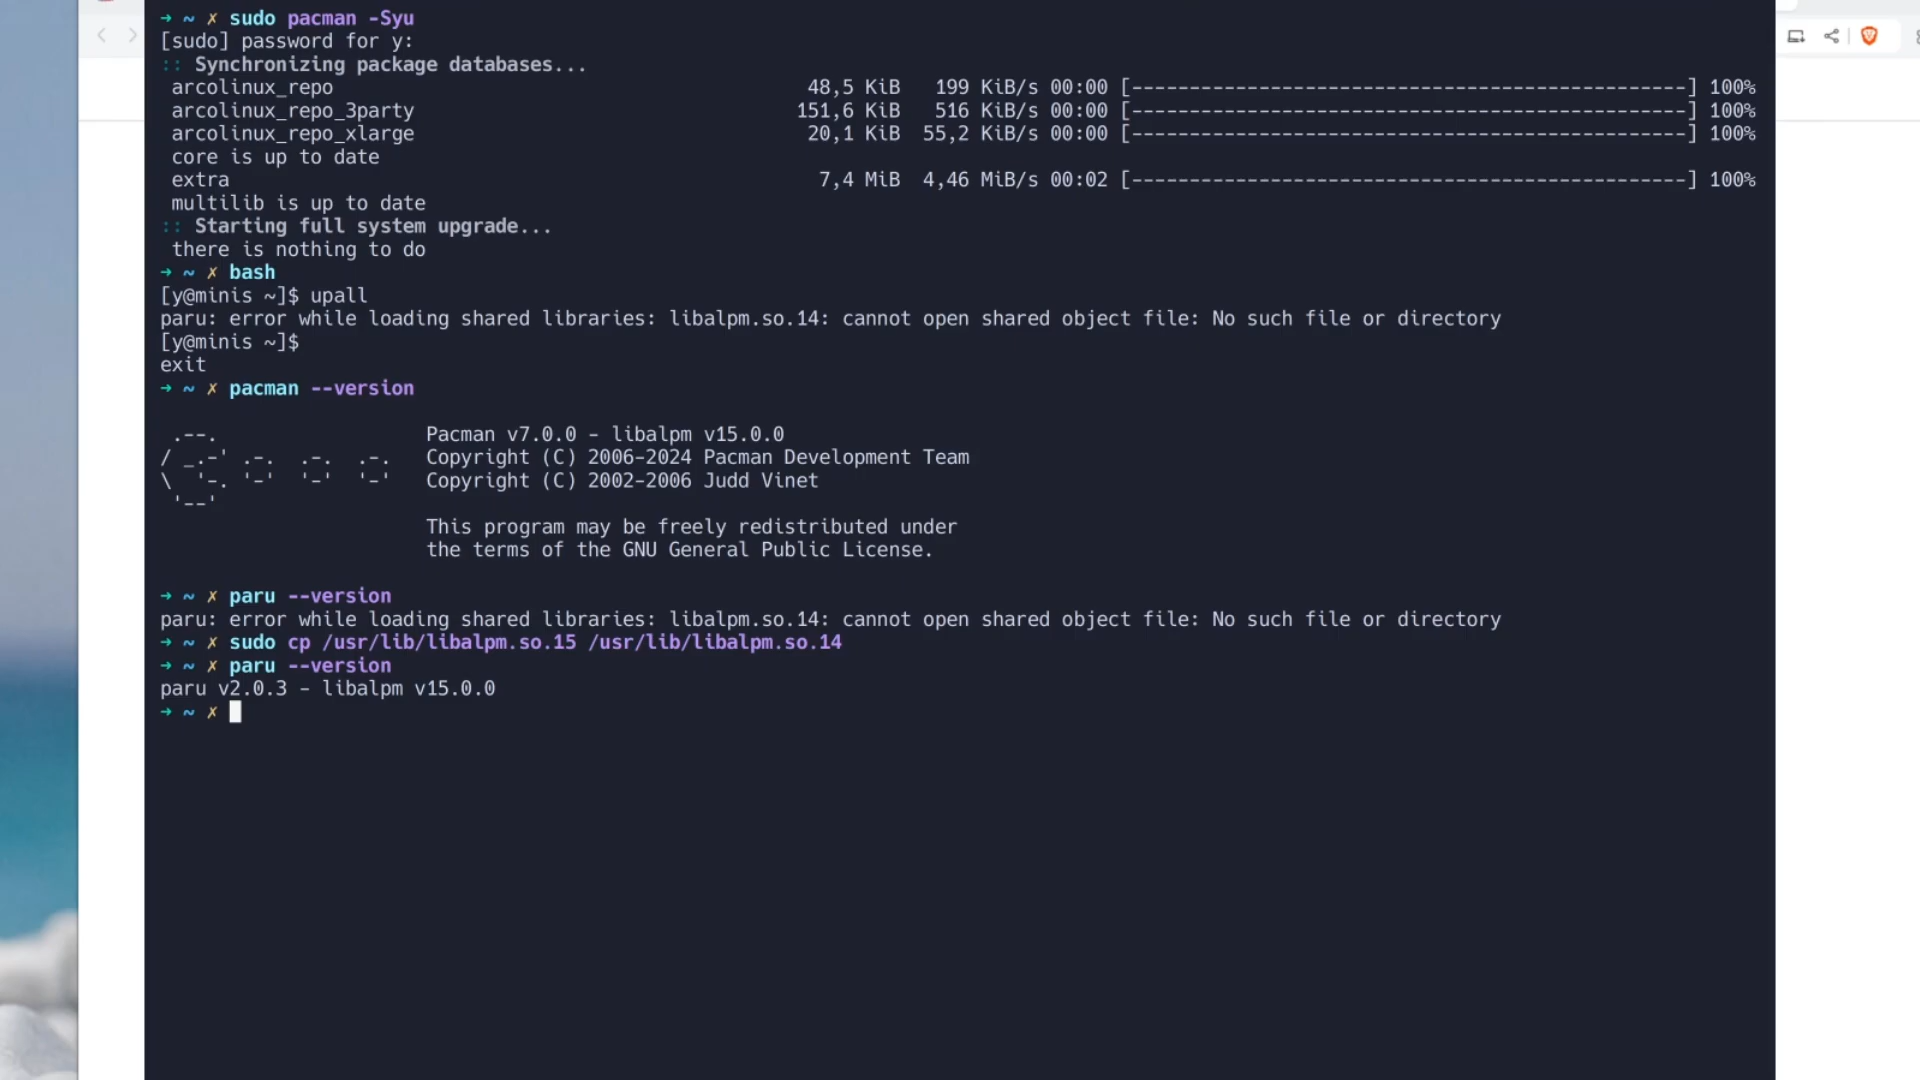 → ~ ✗ sudo pacman -Syu
[sudo] password for y:
:: Synchronizing package databases...
arcolinux_repo 48,5 KiB 199 KiB/s 00:00 [------------------------------------------------] 100%
arcolinux_repo_3party 151,6 KiB 516 KiB/s 00:00 [------------------------------------------------] 100%
arcolinux_repo_xlarge 20,1 KiB 55,2 KiB/s 00:00 [------------------------------------------------] 100%
core is up to date
extra 7,4 MiB 4,46 MiB/s 00:02 [------------------------------------------------] 100%
multilib is up to date
:: Starting full system upgrade...
there is nothing to do
→ ~ ✗ bash
[y@minis ~]$ upall
paru: error while loading shared libraries: libalpm.so.14: cannot open shared object file: No such file or directory
[y@minis ~]$
exit
→ ~ ✗ pacman --version
 .--.                  Pacman v7.0.0 - libalpm v15.0.0
/ _.-' .-.  .-.  .-.   Copyright (C) 2006-2024 Pacman Development Team
\  '-. '-'  '-'  '-'   Copyright (C) 2002-2006 Judd Vinet
 '--'
This program may be freely redistributed under
the terms of the GNU General Public License.
→ ~ ✗ paru --version
paru: error while loading shared libraries: libalpm.so.14: cannot open shared object file: No such file or directory
→ ~ ✗ sudo cp /usr/lib/libalpm.so.15 /usr/lib/libalpm.so.14
→ ~ ✗ paru --version
paru v2.0.3 - libalpm v15.0.0
→ ~ ✗